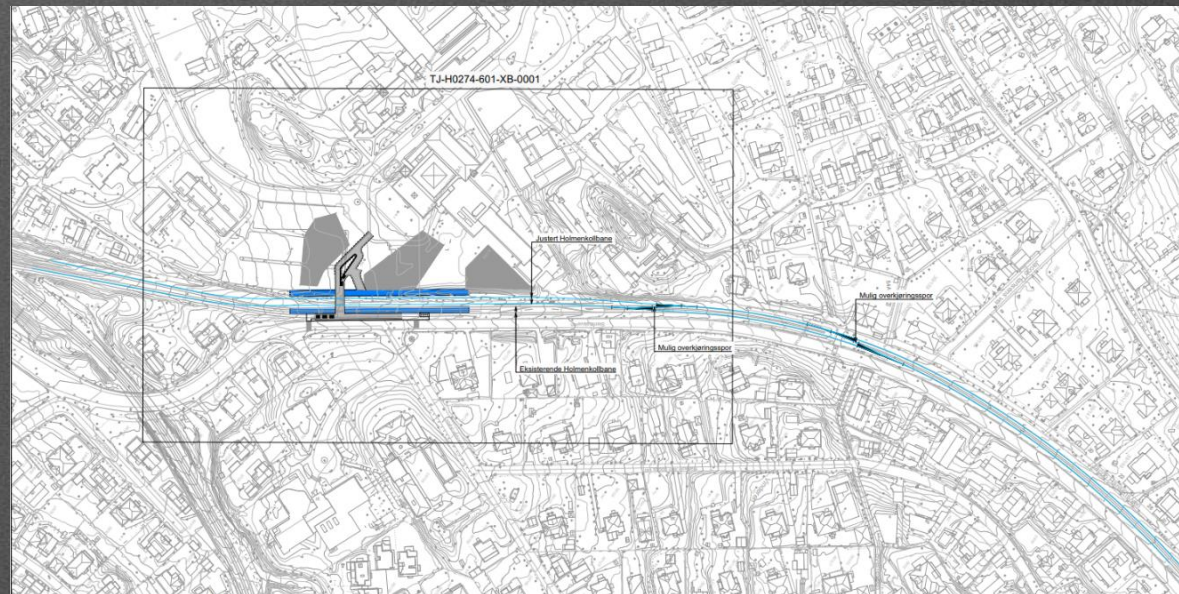 TJ-H0274-601-XB-0001
Justert Holmenkollbane
Mulig overkjøringsspor
Mulig overkjøringsspor
Eksisterende Holmenkollbane